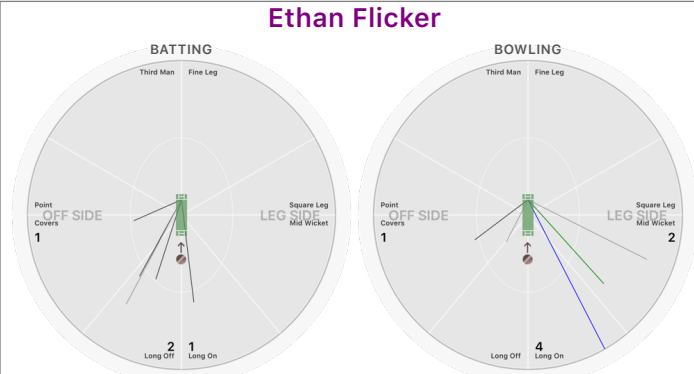 Ethan Flicker
BATTING
Third Man
Fine Leg
Point
OFF SIDE
Covers
1
Square Leg
LEG SIDE
Mid Wicket
2
1
Long Off
Long On
BOWLING
Third Man
Fine Leg
Point
OFF SIDE
Covers
1
Square Leg
LEG SIDE
Mid Wicket
2
4
Long Off
Long On